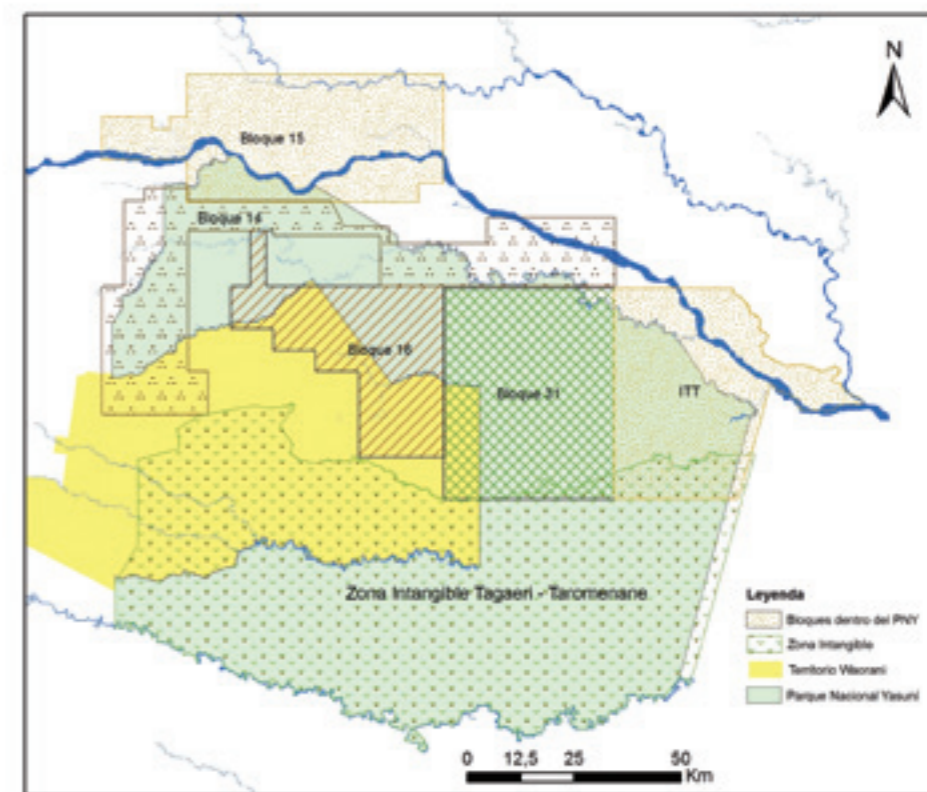 N
Bloque 15
Bloque 14
Bloque 16
Bloque 31
ITT
Zona Intangible Tagaeri - Taromenane
Leyenda
Bloques dentro del PNY
Zona Intangible
Territorio Waorani
Parque Nacional Yasuní
0 12,5 25 50
Km